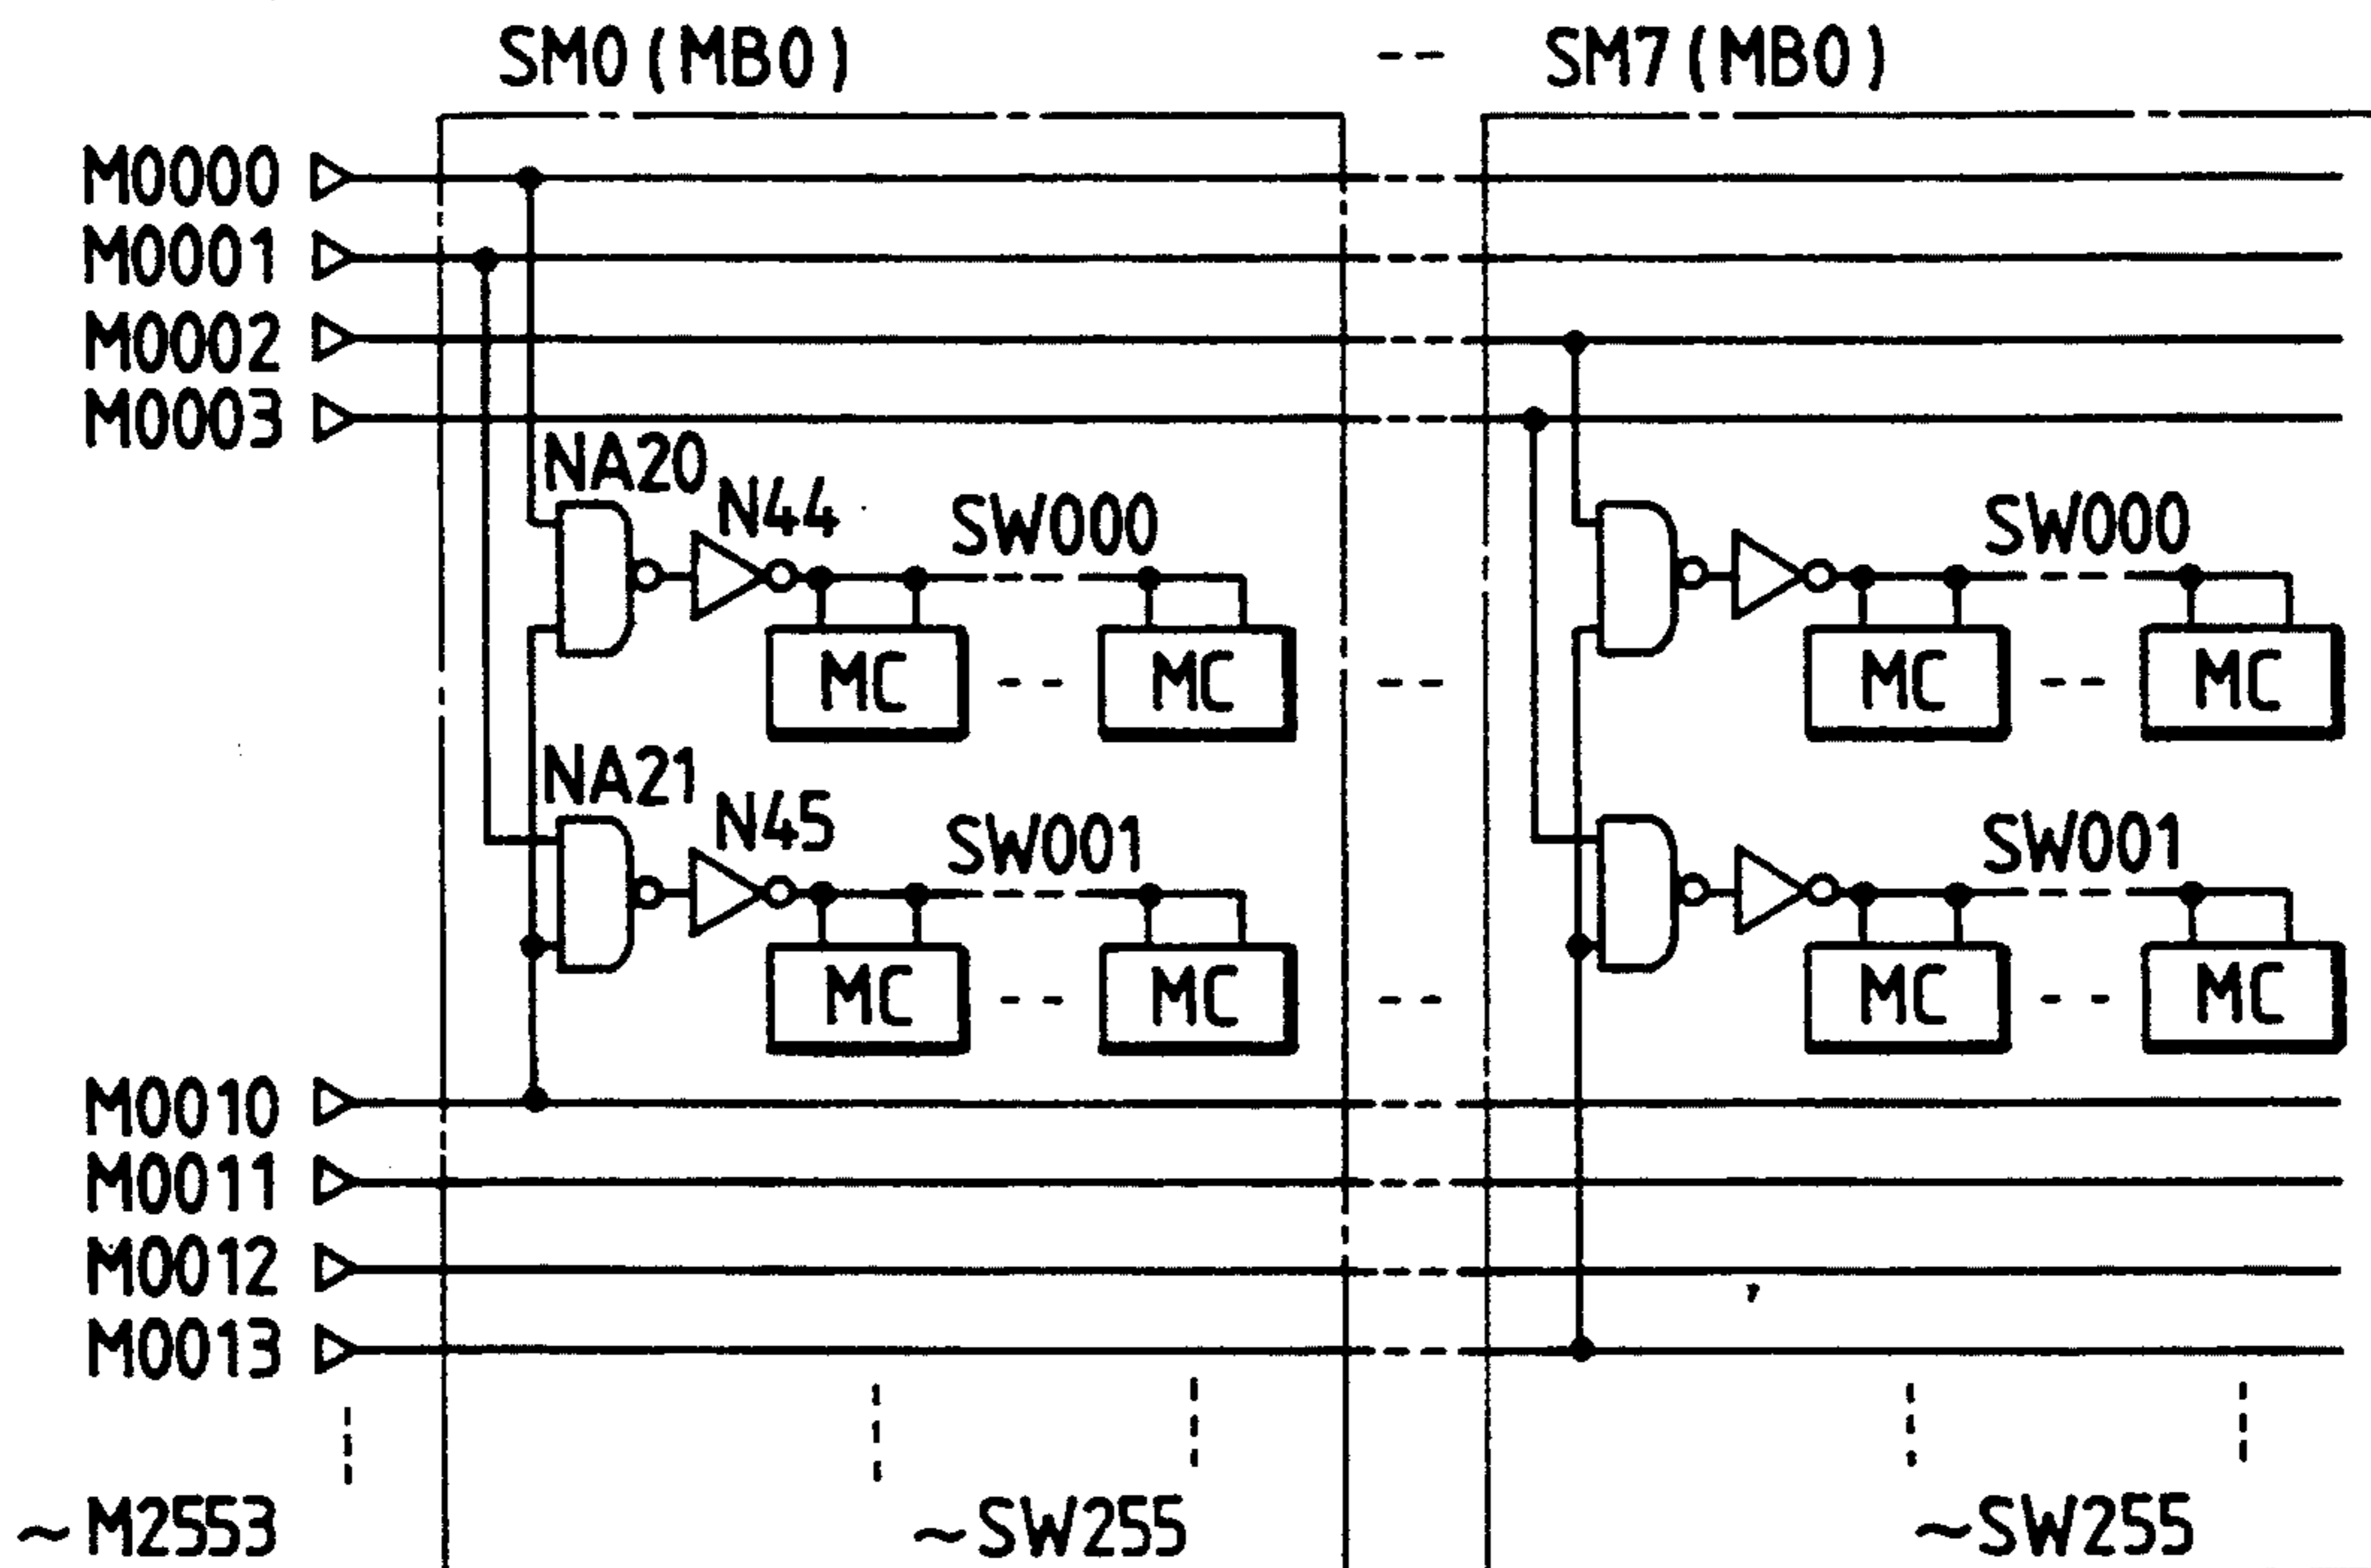 SM0 (MB0) -- SM7 (MB0)
M0000
M0001
M0002
M0003
NA20
N44
SW000
SW000
MC -- MC -- MC -- MC
NA21
N45
SW001
SW001
MC -- MC -- MC -- MC
M0010
M0011
M0012
M0013
~M2553
~SW255
~SW255